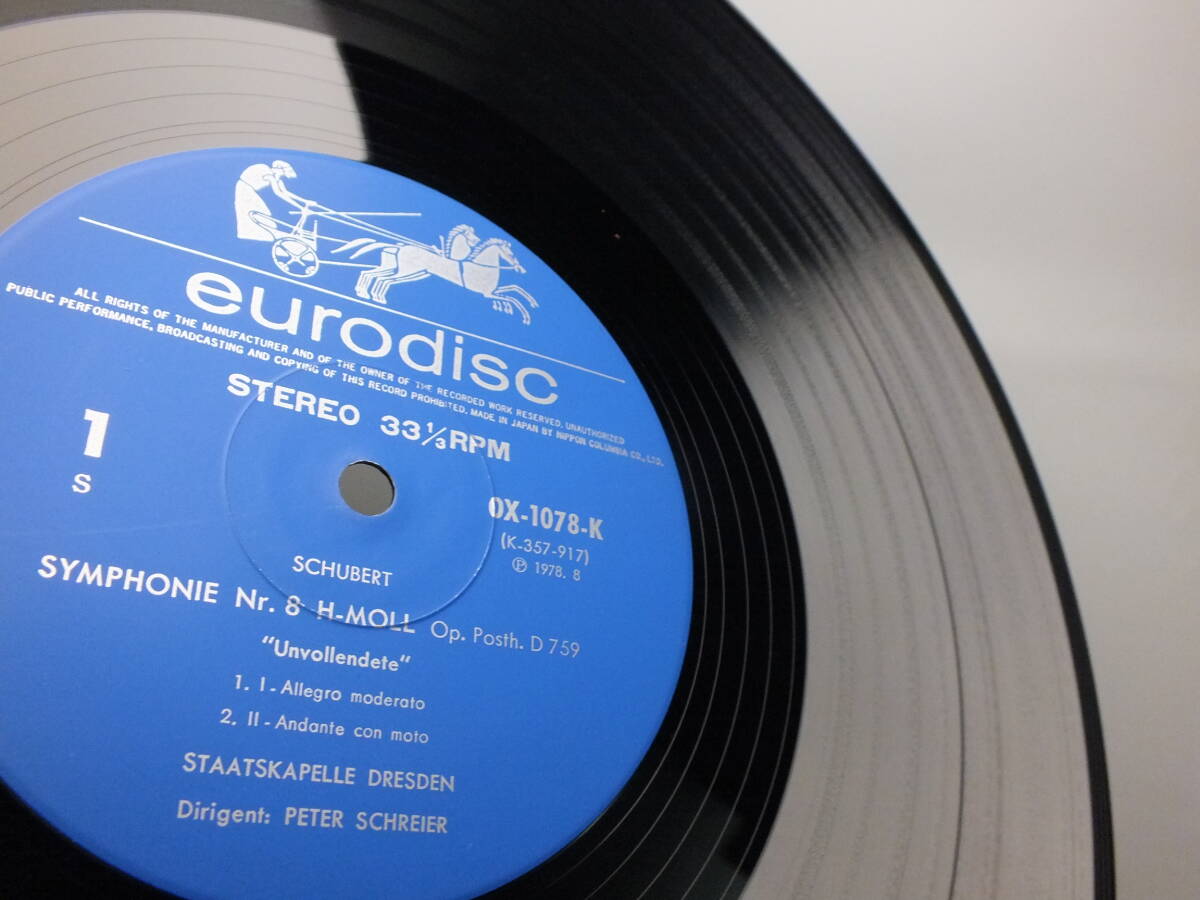 eurodisc
ALL RIGHTS OF THE MANUFACTURER AND OF THE OWNER OF THE RECORDED WORK RESERVED. UNAUTHORIZED
PUBLIC PERFORMANCE, BROADCASTING AND COPYING OF THIS RECORD PROHIBITED. MADE IN JAPAN BY NIPPON COLUMBIA CO., LTD.
STEREO 33⅓RPM
1
S
OX-1078-K
(K-357-917)
Ⓟ 1978. 8
SCHUBERT
SYMPHONIE Nr. 8 H-MOLL Op. Posth. D 759
"Unvollendete"
1. I - Allegro moderato
2. II - Andante con moto
STAATSKAPELLE DRESDEN
Dirigent: PETER SCHREIER